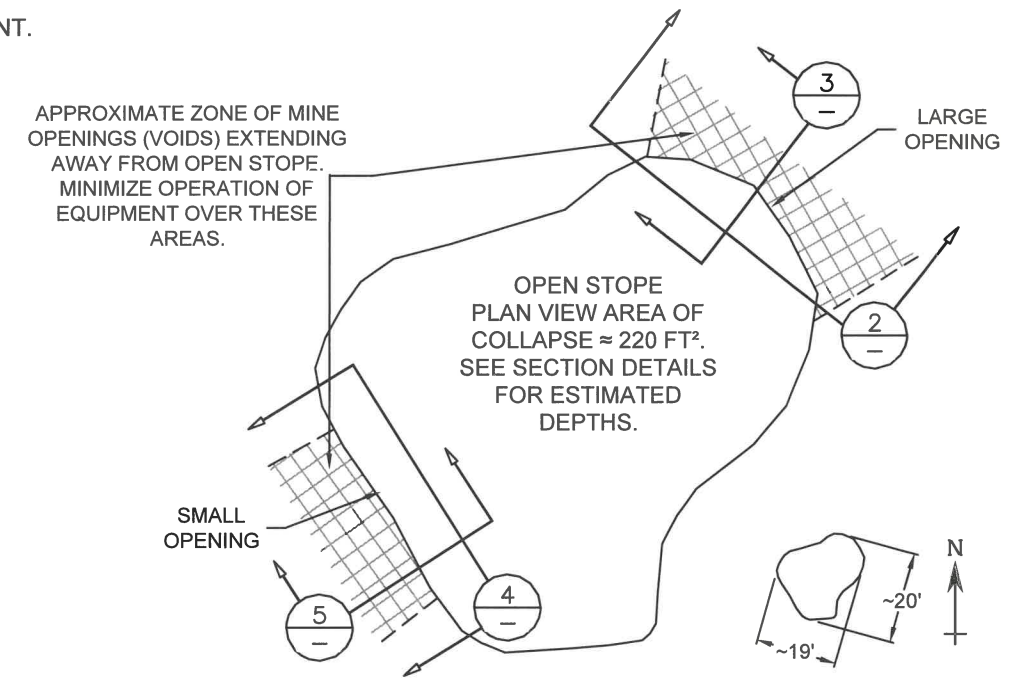 NT.
APPROXIMATE ZONE OF MINE
OPENINGS (VOIDS) EXTENDING
AWAY FROM OPEN STOPE.
MINIMIZE OPERATION OF
EQUIPMENT OVER THESE
AREAS.
3
–
LARGE
OPENING
OPEN STOPE
PLAN VIEW AREA OF
COLLAPSE ≈ 220 FT².
SEE SECTION DETAILS
FOR ESTIMATED
DEPTHS.
2
–
SMALL
OPENING
5
–
4
–
N
~20'
~19'